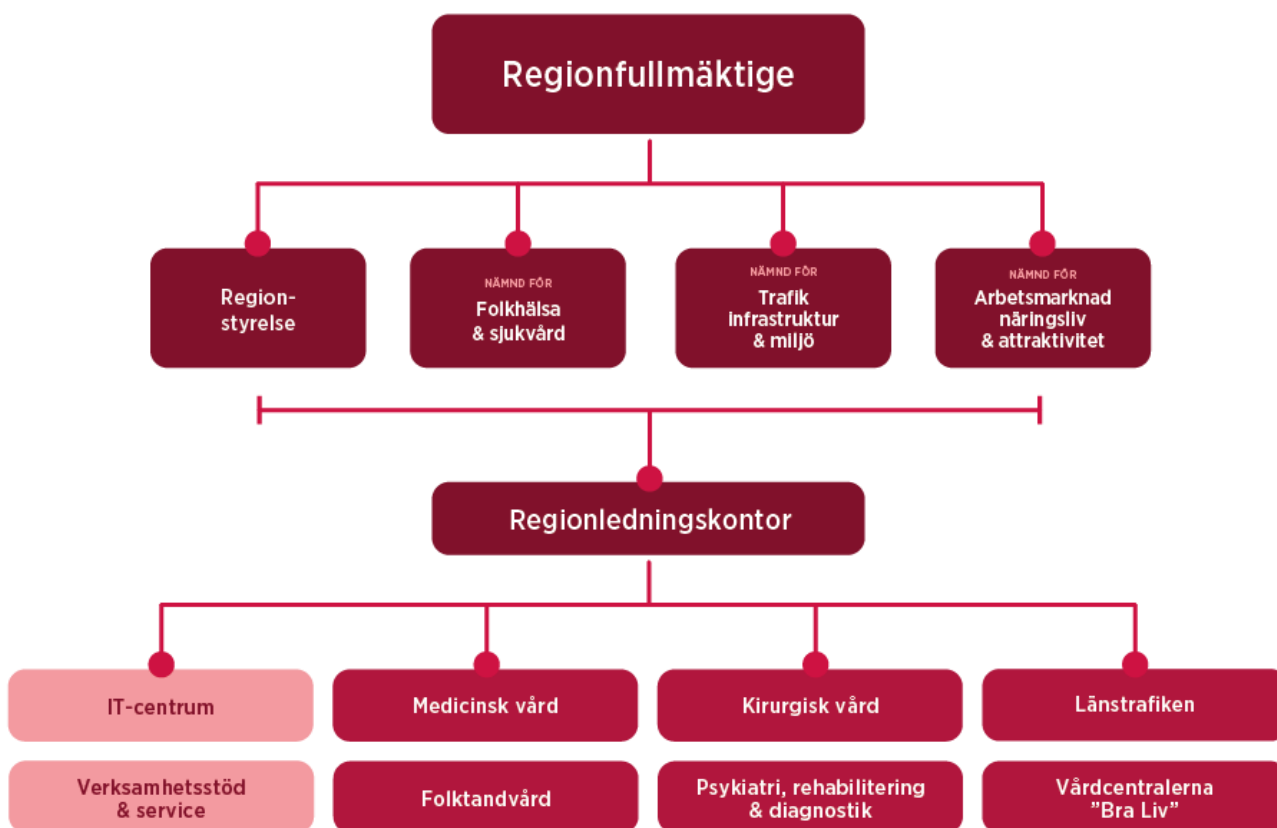 Regionfullmäktige
Region-
styrelse
NÄMND FÖR
Folkhälsa
& sjukvård
NÄMND FÖR
Trafik
infrastruktur
& miljö
NÄMND FÖR
Arbetsmarknad
näringsliv
& attraktivitet
Regionledningskontor
IT-centrum
Medicinsk vård
Kirurgisk vård
Länstrafiken
Verksamhetsstöd
& service
Folktandvård
Psykiatri, rehabilitering
& diagnostik
Vårdcentralerna
”Bra Liv”